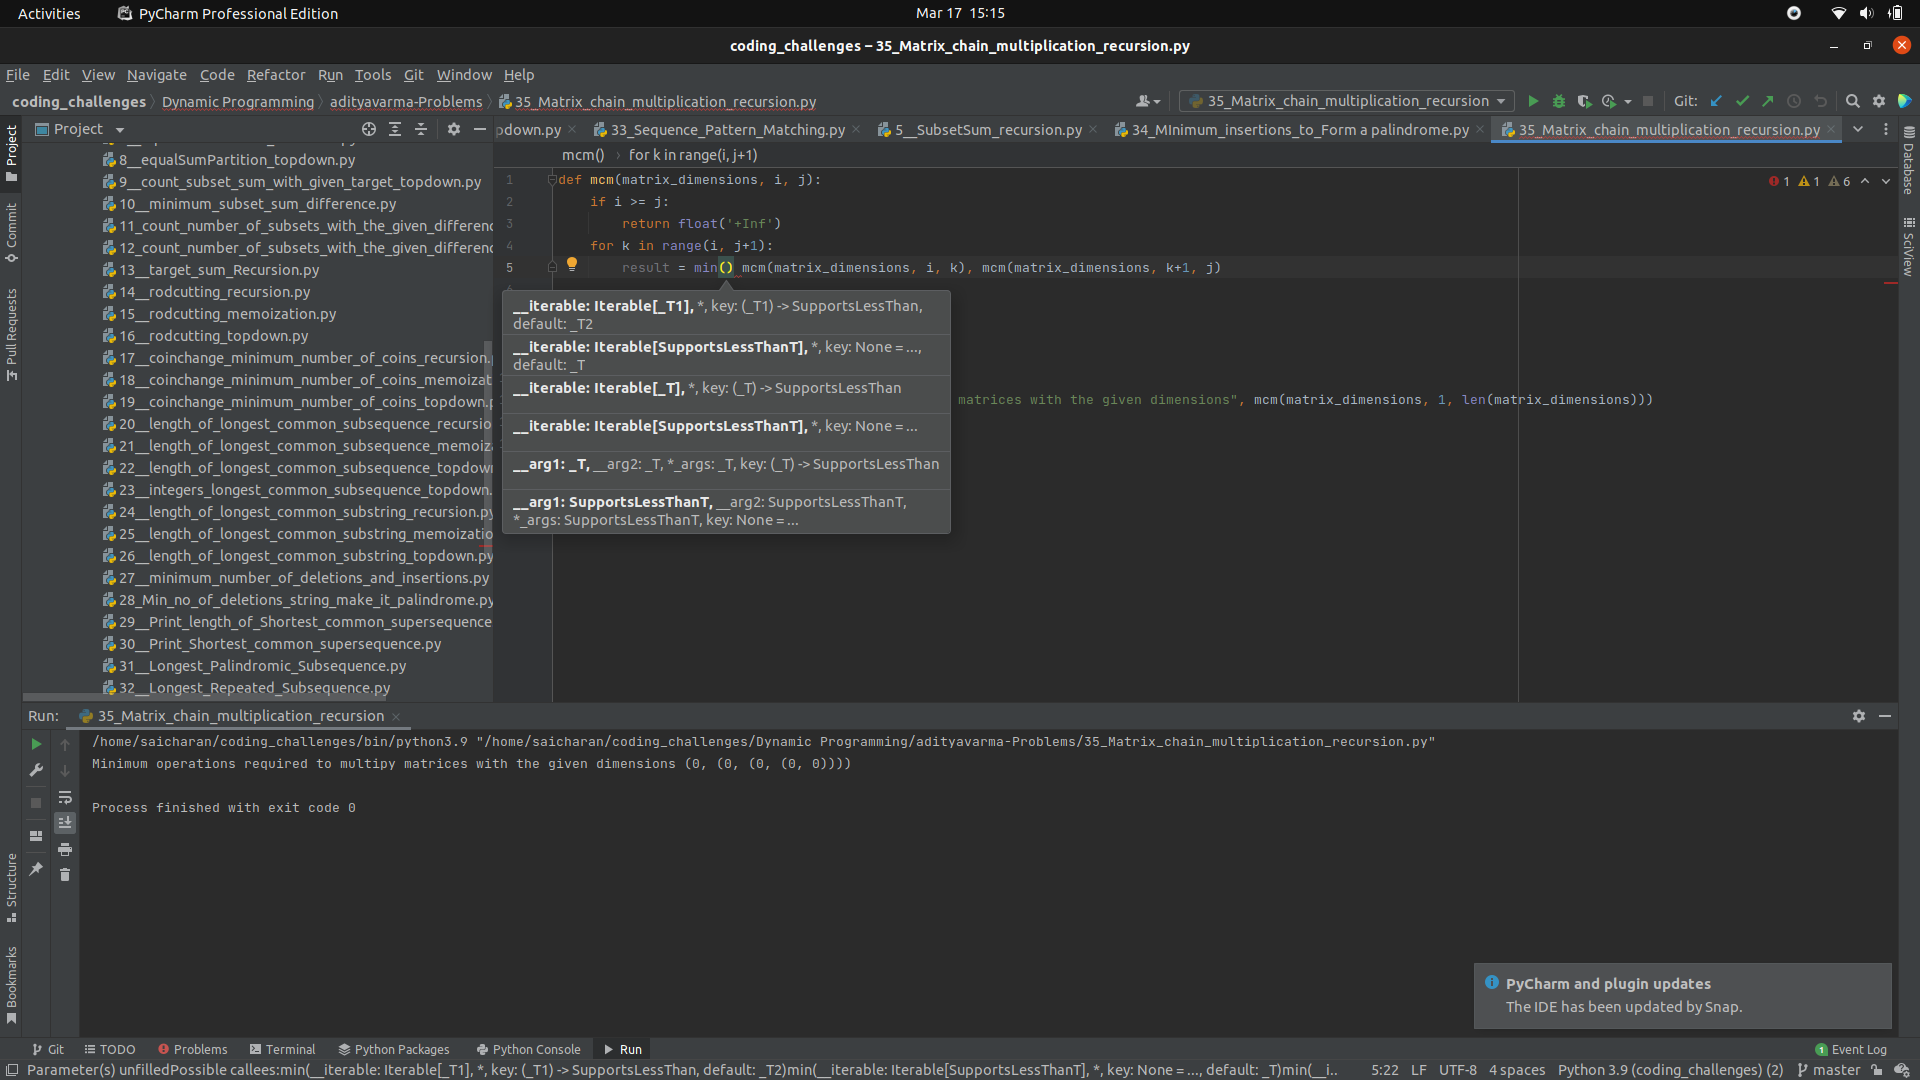 Activities
PyCharm Professional Edition
Mar 17 15:15
coding_challenges – 35_Matrix_chain_multiplication_recursion.py
File Edit View Navigate Code Refactor Run Tools Git Window Help
coding_challenges Dynamic Programming adityavarma-Problems 35_Matrix_chain_multiplication_recursion.py
35_Matrix_chain_multiplication_recursion
Git:
Project
pdown.py
33_Sequence_Pattern_Matching.py
5__SubsetSum_recursion.py
34_MInimum_insertions_to_Form a palindrome.py
35_Matrix_chain_multiplication_recursion.py
mcm() › for k in range(i, j+1)
Project
Commit
Pull Requests
Structure
Bookmarks
Database
SciView
8__equalSumPartition_topdown.py
9__count_subset_sum_with_given_target_topdown.py
10__minimum_subset_sum_difference.py
11_count_number_of_subsets_with_the_given_differenc
12_count_number_of_subsets_with_the_given_differenc
13__target_sum_Recursion.py
14__rodcutting_recursion.py
15__rodcutting_memoization.py
16__rodcutting_topdown.py
17__coinchange_minimum_number_of_coins_recursion.p
18__coinchange_minimum_number_of_coins_memoizat
19__coinchange_minimum_number_of_coins_topdown.p
20__length_of_longest_common_subsequence_recursio
21__length_of_longest_common_subsequence_memoiza
22__length_of_longest_common_subsequence_topdown
23__integers_longest_common_subsequence_topdown.
24__length_of_longest_common_substring_recursion.py
25__length_of_longest_common_substring_memoizatio
26__length_of_longest_common_substring_topdown.py
27__minimum_number_of_deletions_and_insertions.py
28_Min_no_of_deletions_string_make_it_palindrome.py
29__Print_length_of_Shortest_common_supersequence
30__Print_Shortest_common_supersequence.py
31__Longest_Palindromic_Subsequence.py
32__Longest_Repeated_Subsequence.py
1 def mcm(matrix_dimensions, i, j):
2 if i >= j:
3 return float('+Inf')
4 for k in range(i, j+1):
5 result = min() mcm(matrix_dimensions, i, k), mcm(matrix_dimensions, k+1, j)
1 1 6
__iterable: Iterable[_T1], *, key: (_T1) -> SupportsLessThan,
default: _T2
__iterable: Iterable[SupportsLessThanT], *, key: None = ...,
default: _T
__iterable: Iterable[_T], *, key: (_T) -> SupportsLessThan
__iterable: Iterable[SupportsLessThanT], *, key: None = ...
__arg1: _T, __arg2: _T, *_args: _T, key: (_T) -> SupportsLessThan
__arg1: SupportsLessThanT, __arg2: SupportsLessThanT,
*_args: SupportsLessThanT, key: None = ...
matrices with the given dimensions", mcm(matrix_dimensions, 1, len(matrix_dimensions)))
Run: 35_Matrix_chain_multiplication_recursion
/home/saicharan/coding_challenges/bin/python3.9 "/home/saicharan/coding_challenges/Dynamic Programming/adityavarma-Problems/35_Matrix_chain_multiplication_recursion.py"
Minimum operations required to multipy matrices with the given dimensions (0, (0, (0, (0, 0))))
Process finished with exit code 0
PyCharm and plugin updates
The IDE has been updated by Snap.
Git TODO Problems Terminal Python Packages Python Console Run
1 Event Log
Parameter(s) unfilledPossible callees:min(__iterable: Iterable[_T1], *, key: (_T1) -> SupportsLessThan, default: _T2)min(__iterable: Iterable[SupportsLessThanT], *, key: None = ..., default: _T)min(__i..
5:22 LF UTF-8 4 spaces Python 3.9 (coding_challenges) (2) master